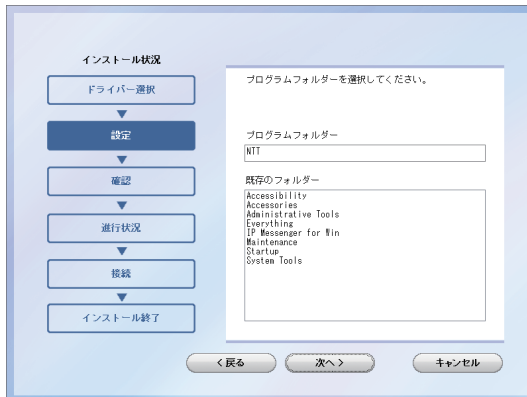 インストール状況
ドライバー選択
設定
確認
進行状況
接続
インストール終了
プログラムフォルダーを選択してください。
プログラムフォルダー
NTT
既存のフォルダー
Accessibility
Accessories
Administrative Tools
Everything
IP Messenger for Win
Maintenance
Startup
System Tools
< 戻る
次へ >
キャンセル